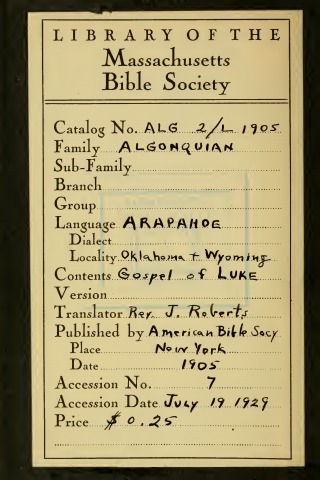 LIBRARY OF THE
Massachusetts
Bible Society
Catalog No. ALG 2/L 1905
Family ALGONQUIAN
Sub-Family
Branch
Group
Language ARAPAHOE
Dialect
Locality Oklahoma + Wyoming
Contents Gospel of LUKE
Version
Translator Rev. J. Roberts
Published by American Bible Socy
Place New York
Date 1905
Accession No. 7
Accession Date July 19 1929
Price $0.25